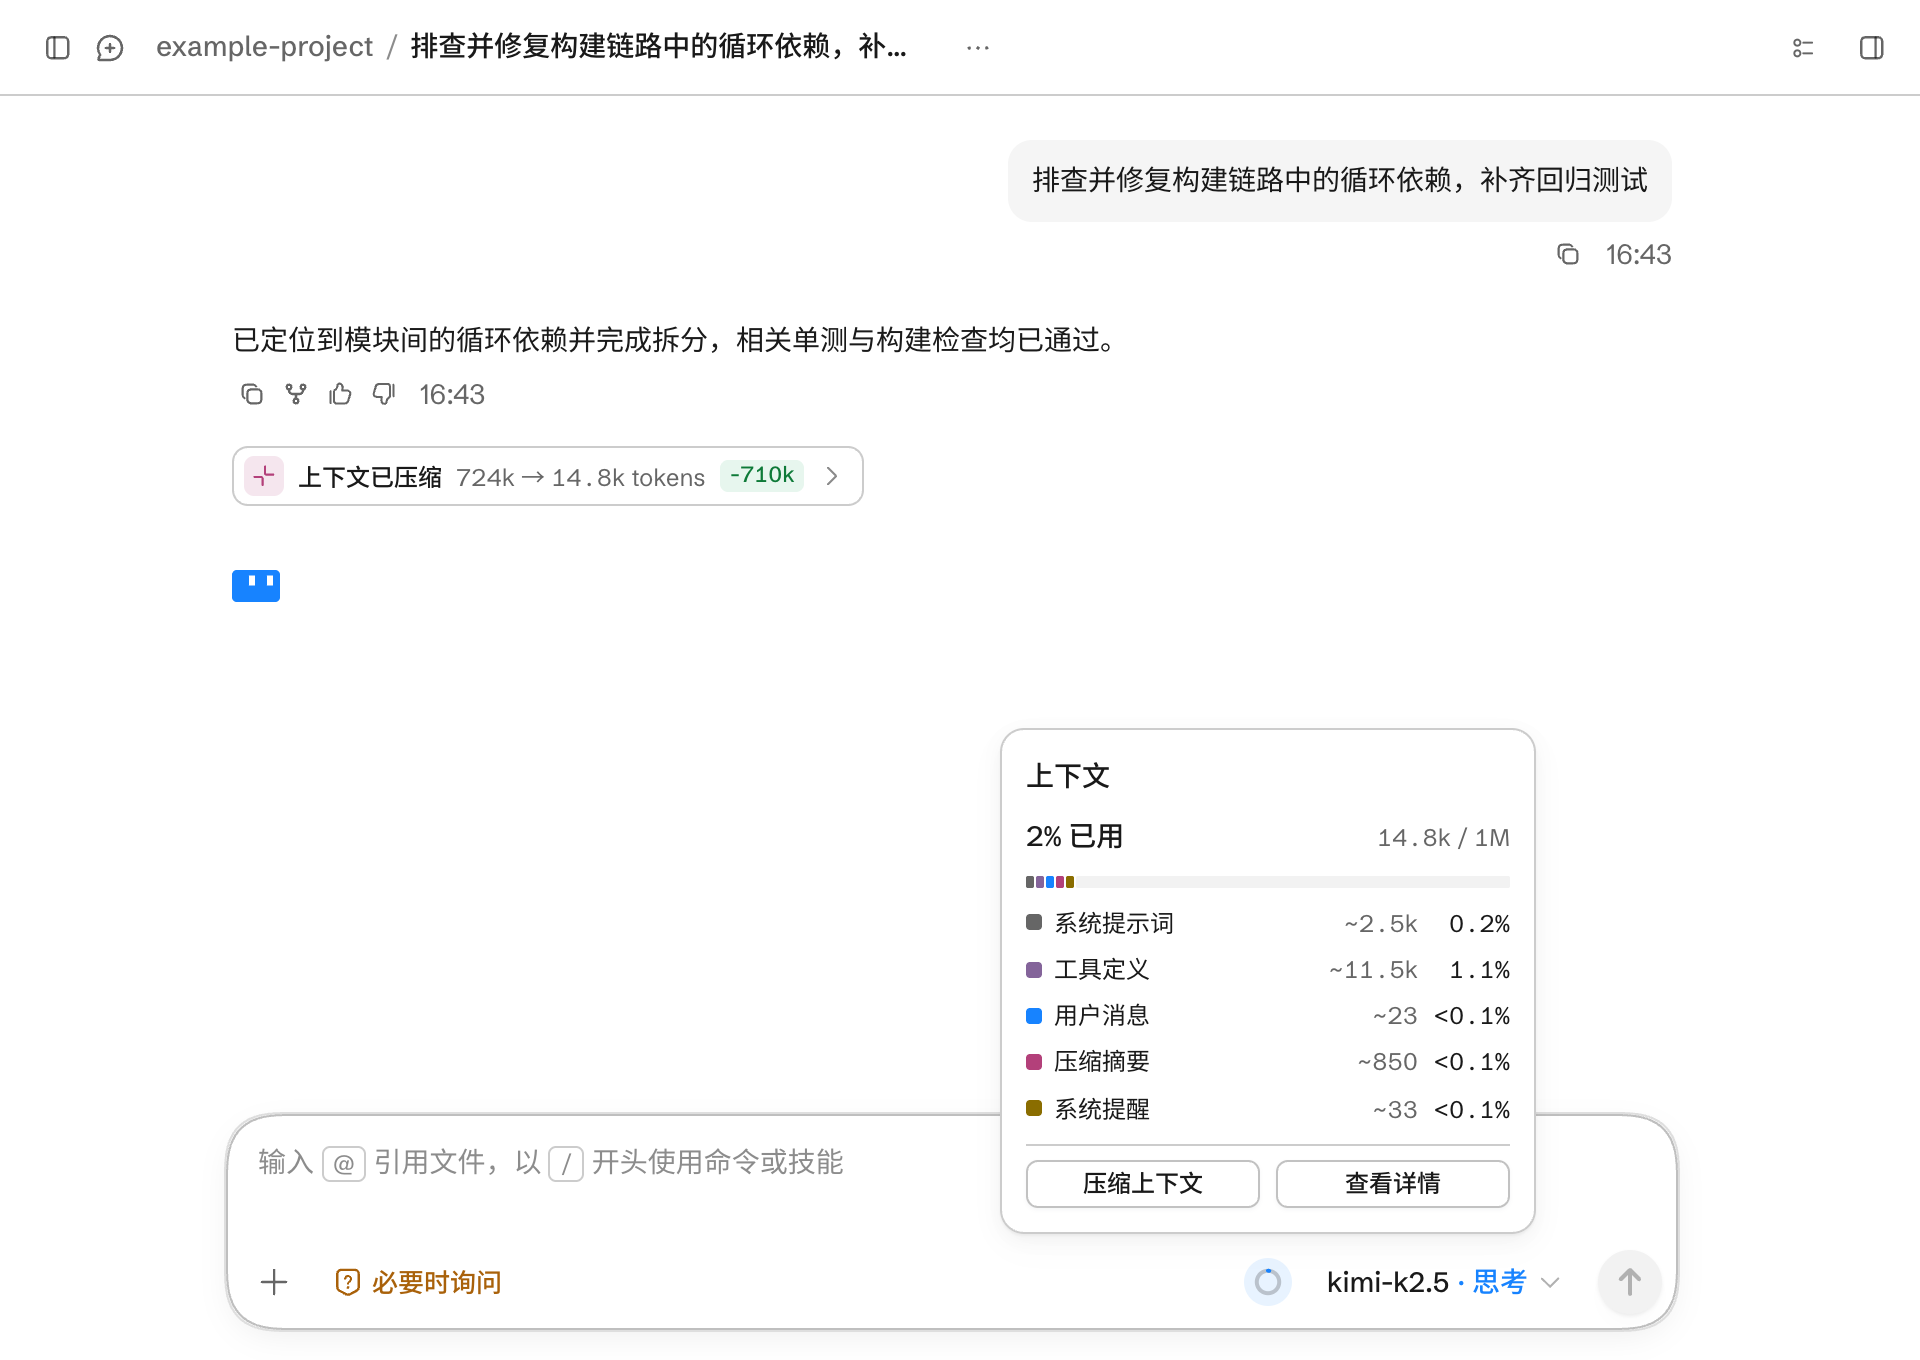 example-project / 排查并修复构建链路中的循环依赖，补...
排查并修复构建链路中的循环依赖，补齐回归测试
16:43
已定位到模块间的循环依赖并完成拆分，相关单测与构建检查均已通过。
16:43
上下文已压缩 724k → 14.8k tokens -710k
上下文
2% 已用 14.8k / 1M
系统提示词 ~2.5k 0.2%
工具定义 ~11.5k 1.1%
用户消息 ~23 <0.1%
压缩摘要 ~850 <0.1%
系统提醒 ~33 <0.1%
压缩上下文 查看详情
输入 @ 引用文件，以 / 开头使用命令或技能
必要时询问 kimi-k2.5 · 思考